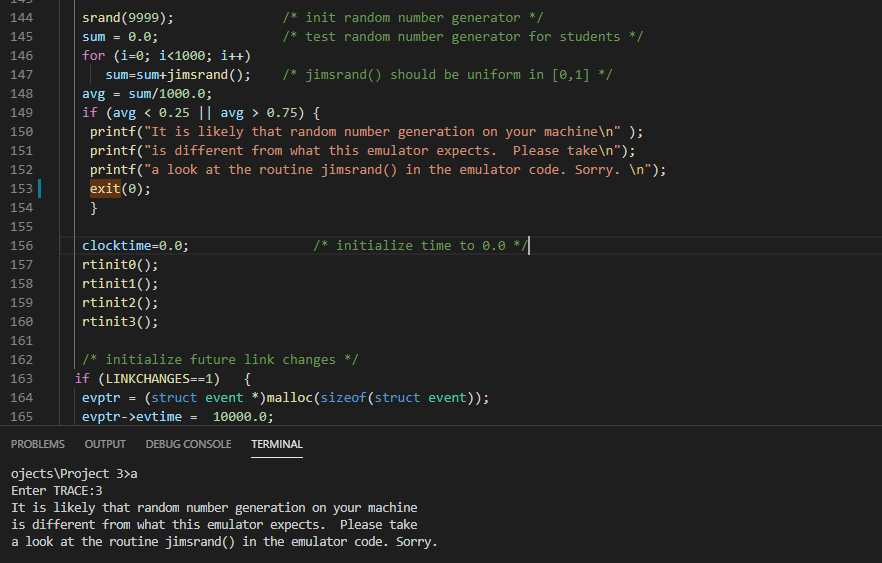 144 srand(9999); /* init random number generator */
145 sum = 0.0; /* test random number generator for students */
146 for (i=0; i<1000; i++)
147 sum=sum+jimsrand(); /* jimsrand() should be uniform in [0,1] */
148 avg = sum/1000.0;
149 if (avg < 0.25 || avg > 0.75) {
150 printf("It is likely that random number generation on your machine\n" );
151 printf("is different from what this emulator expects.  Please take\n");
152 printf("a look at the routine jimsrand() in the emulator code. Sorry. \n");
153 exit(0);
154 }
155
156 clocktime=0.0; /* initialize time to 0.0 */
157 rtinit0();
158 rtinit1();
159 rtinit2();
160 rtinit3();
161
162 /* initialize future link changes */
163 if (LINKCHANGES==1) {
164 evptr = (struct event *)malloc(sizeof(struct event));
165 evptr->evtime =  10000.0;
PROBLEMS OUTPUT DEBUG CONSOLE TERMINAL
ojects\Project 3>a
Enter TRACE:3
It is likely that random number generation on your machine
is different from what this emulator expects.  Please take
a look at the routine jimsrand() in the emulator code. Sorry.